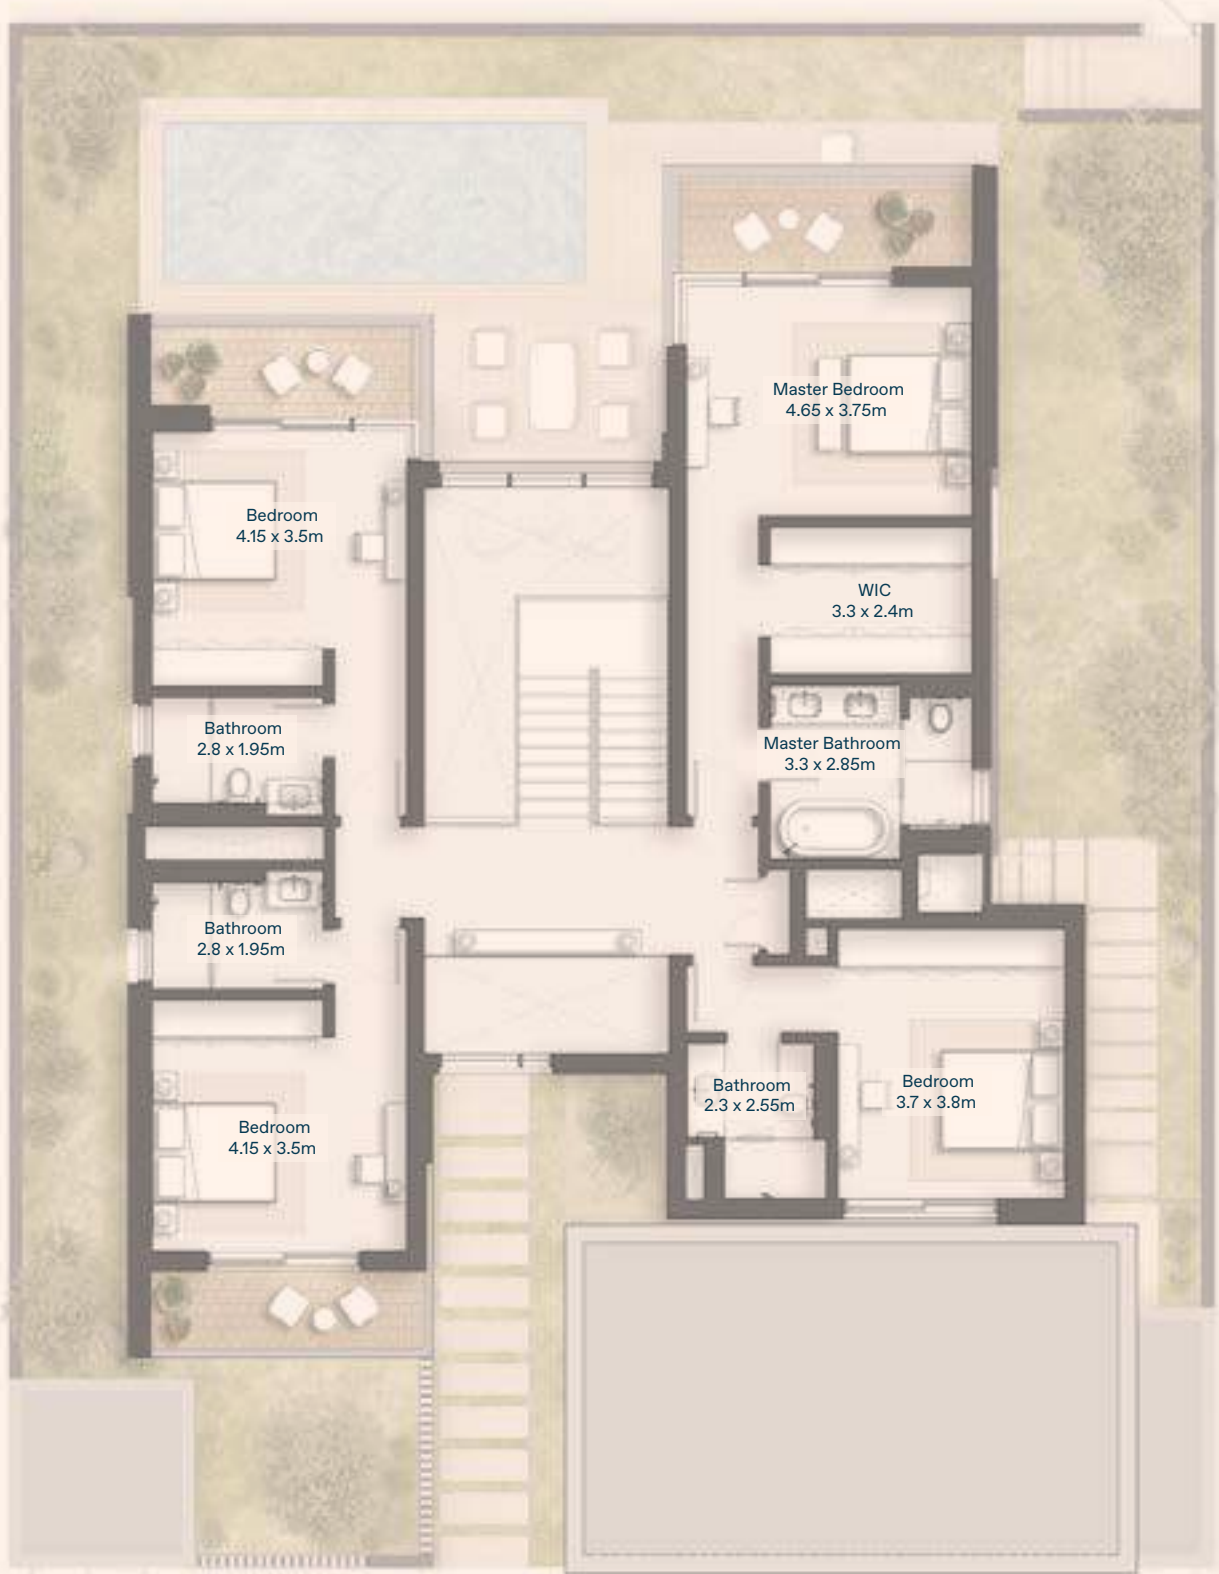 Master Bedroom
4.65 x 3.75m
Bedroom
4.15 x 3.5m
WIC
3.3 x 2.4m
Bathroom
2.8 x 1.95m
Master Bathroom
3.3 x 2.85m
Bathroom
2.8 x 1.95m
Bathroom
2.3 x 2.55m
Bedroom
3.7 x 3.8m
Bedroom
4.15 x 3.5m